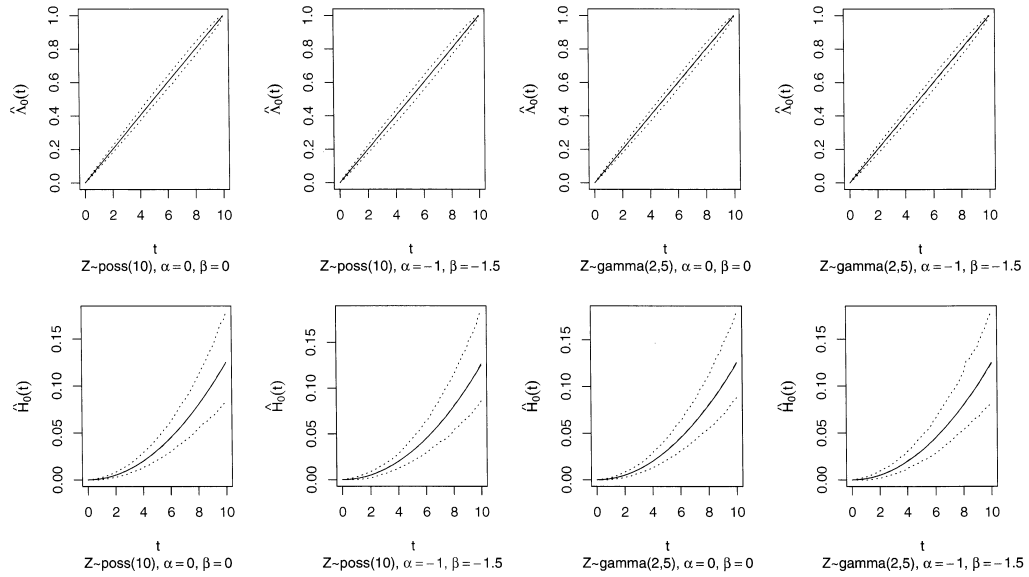 1.0
0.8
0.6
0.4
0.2
0.0
Λ̂₀(t)
0 2 4 6 8 10
t
Z~poss(10), α = 0, β = 0
1.0
0.8
0.6
0.4
0.2
0.0
Λ̂₀(t)
0 2 4 6 8 10
t
Z~poss(10), α = −1, β = −1.5
1.0
0.8
0.6
0.4
0.2
0.0
Λ̂₀(t)
0 2 4 6 8 10
t
Z~gamma(2,5), α = 0, β = 0
1.0
0.8
0.6
0.4
0.2
0.0
Λ̂₀(t)
0 2 4 6 8 10
t
Z~gamma(2,5), α = −1, β = −1.5
0.15
0.10
0.05
0.00
Ĥ₀(t)
0 2 4 6 8 10
t
Z~poss(10), α = 0, β = 0
0.15
0.10
0.05
0.00
Ĥ₀(t)
0 2 4 6 8 10
t
Z~poss(10), α = −1, β = −1.5
0.15
0.10
0.05
0.00
Ĥ₀(t)
0 2 4 6 8 10
t
Z~gamma(2,5), α = 0, β = 0
0.15
0.10
0.05
0.00
Ĥ₀(t)
0 2 4 6 8 10
t
Z~gamma(2,5), α = −1, β = −1.5